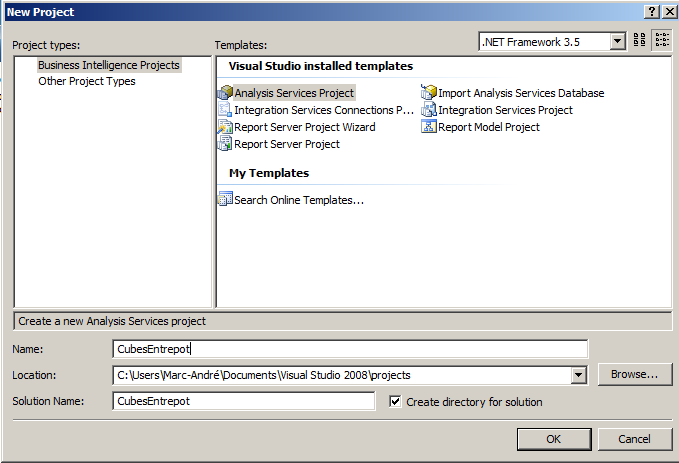 New Project
Project types:
Templates:
.NET Framework 3.5
Business Intelligence Projects
Other Project Types
Visual Studio installed templates
Analysis Services Project
Import Analysis Services Database
Integration Services Connections P...
Integration Services Project
Report Server Project Wizard
Report Model Project
Report Server Project
My Templates
Search Online Templates...
Create a new Analysis Services project
Name:
CubesEntrepot
Location:
C:\Users\Marc-André\Documents\Visual Studio 2008\projects
Browse...
Solution Name:
CubesEntrepot
Create directory for solution
OK
Cancel